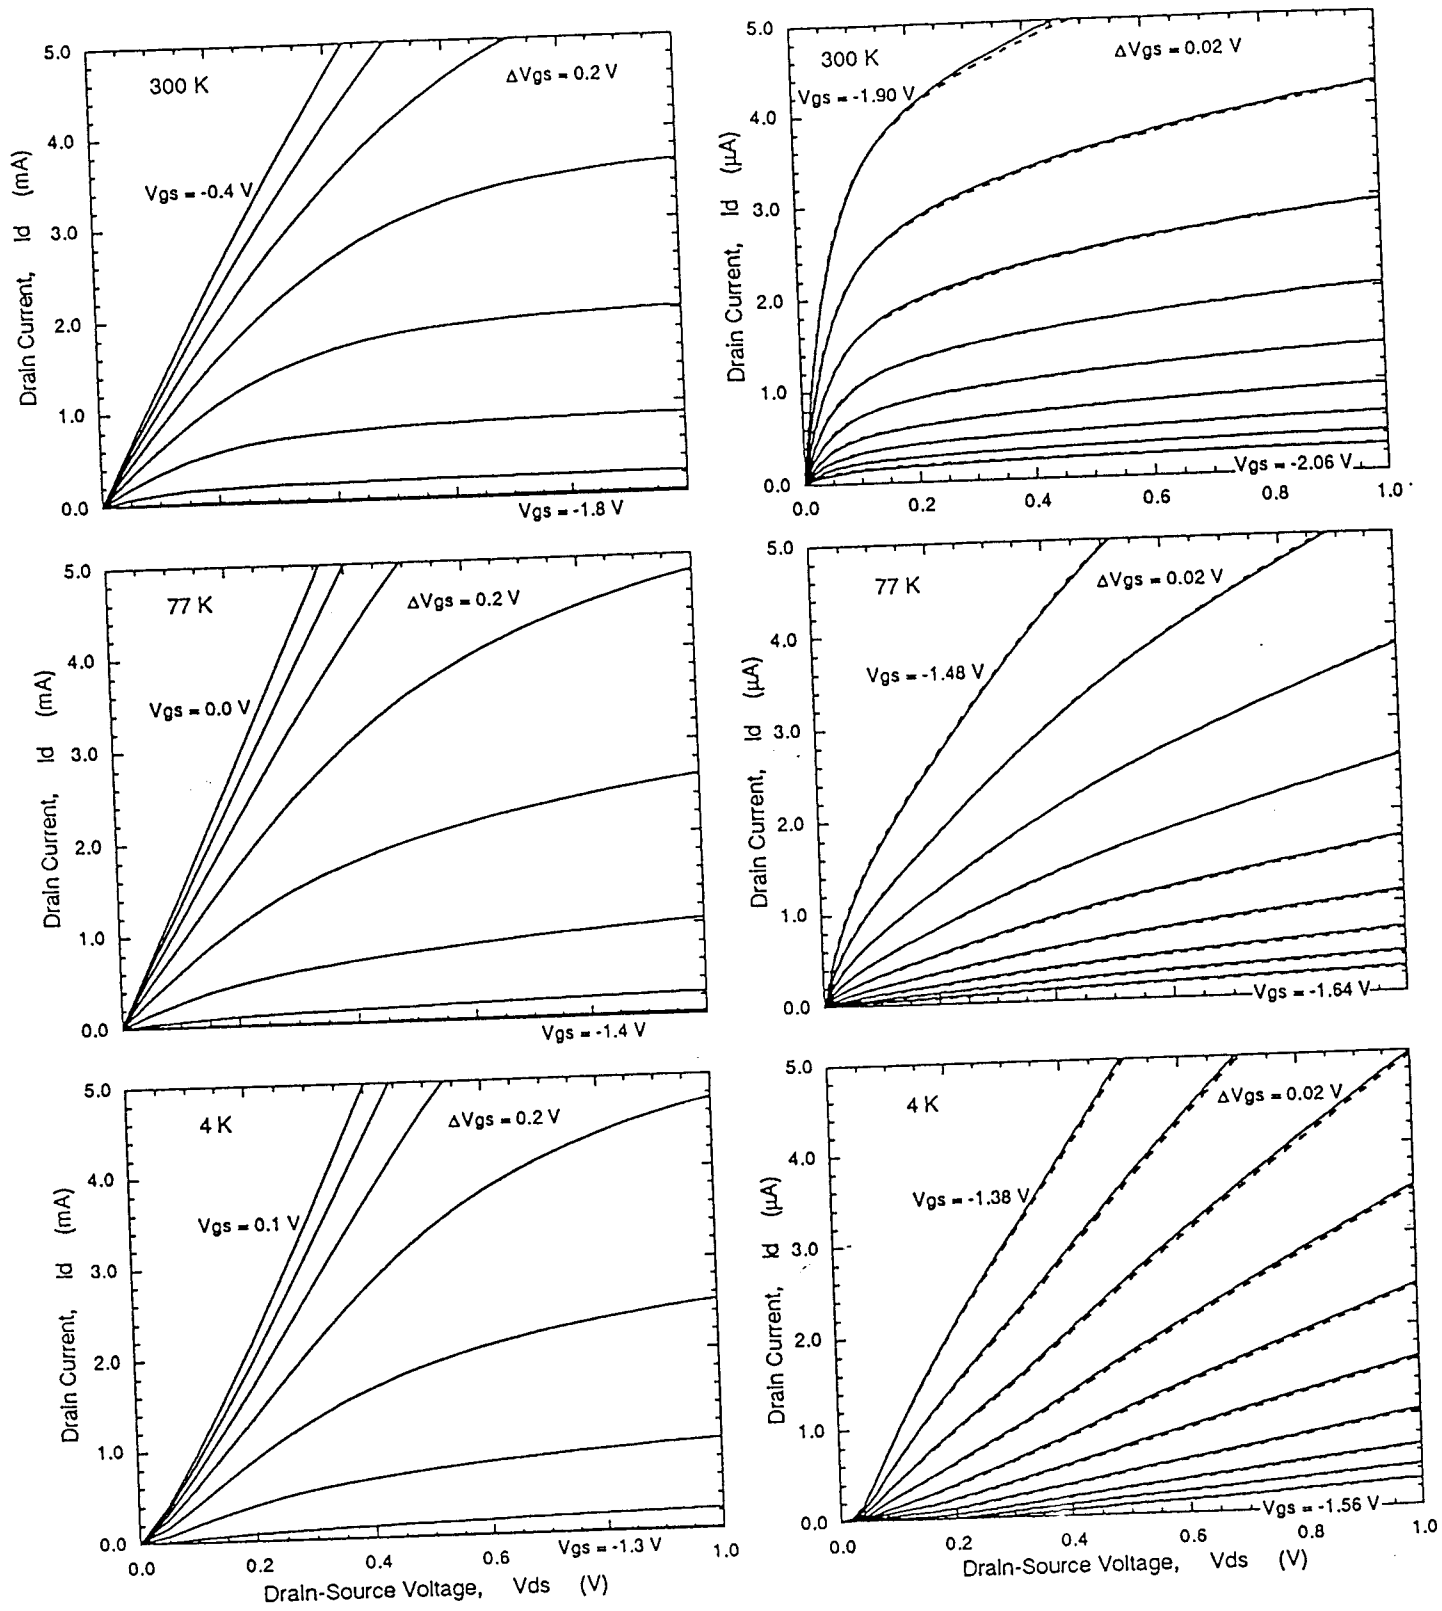 5.0
4.0
3.0
2.0
1.0
0.0
Drain Current, Id (mA)
300 K
ΔVgs = 0.2 V
Vgs = -0.4 V
Vgs = -1.8 V
5.0
4.0
3.0
2.0
1.0
0.0
Drain Current, Id (µA)
300 K
ΔVgs = 0.02 V
Vgs = -1.90 V
Vgs = -2.06 V
0.0 0.2 0.4 0.6 0.8 1.0
5.0
4.0
3.0
2.0
1.0
0.0
Drain Current, Id (mA)
77 K
ΔVgs = 0.2 V
Vgs = 0.0 V
Vgs = -1.4 V
5.0
4.0
3.0
2.0
1.0
0.0
Drain Current, Id (µA)
77 K
ΔVgs = 0.02 V
Vgs = -1.48 V
Vgs = -1.64 V
5.0
4.0
3.0
2.0
1.0
0.0
Drain Current, Id (mA)
4 K
ΔVgs = 0.2 V
Vgs = 0.1 V
Vgs = -1.3 V
0.0 0.2 0.4 0.6 1.0
Drain-Source Voltage, Vds (V)
5.0
4.0
3.0
2.0
1.0
0.0
Drain Current, Id (µA)
4 K
ΔVgs = 0.02 V
Vgs = -1.38 V
Vgs = -1.56 V
0.0 0.2 0.4 0.6 0.8 1.0
Drain-Source Voltage, Vds (V)